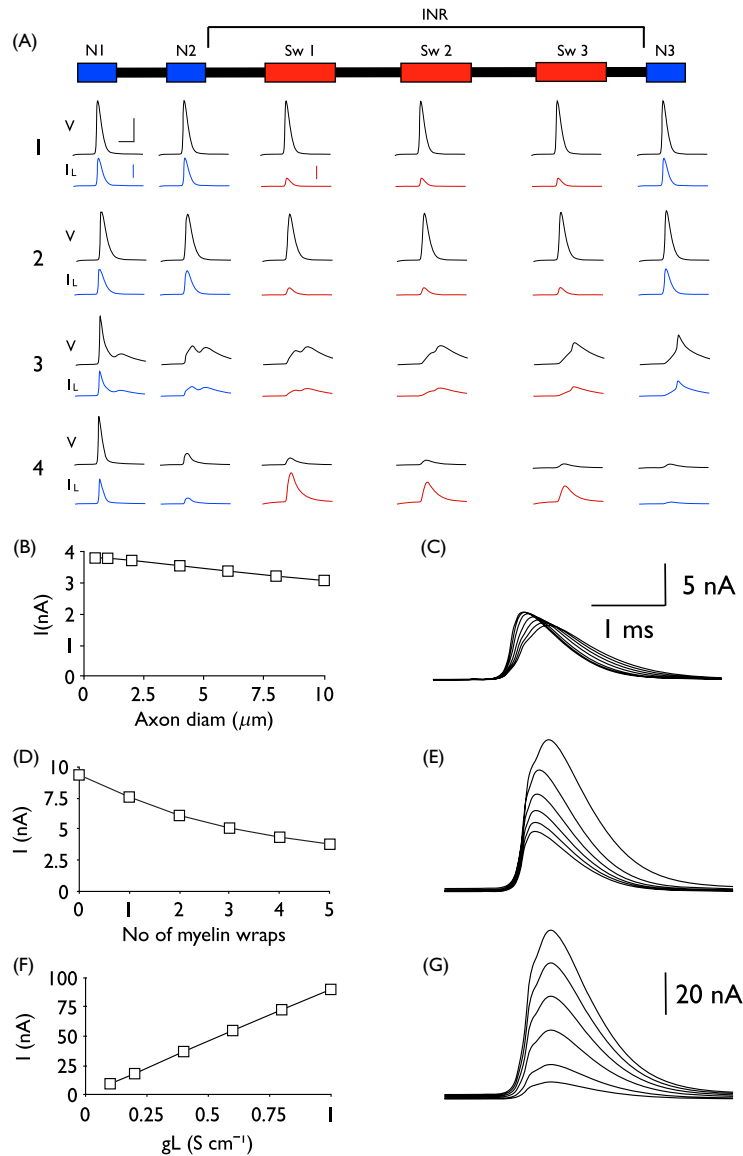 INR
(A)
N1 N2 Sw 1 Sw 2 Sw 3 N3
V
1
IL
V
2
IL
V
3
IL
V
4
IL
(B)
4
3
2
1
0
I(nA)
0 2.5 5 7.5 10
Axon diam (μm)
(C)
5 nA
1 ms
(D)
10
7.5
5
2.5
0
I (nA)
0 1 2 3 4 5
No of myelin wraps
(E)
(F)
100
75
50
25
0
I (nA)
0 0.25 0.5 0.75 1
gL (S cm⁻¹)
(G)
20 nA